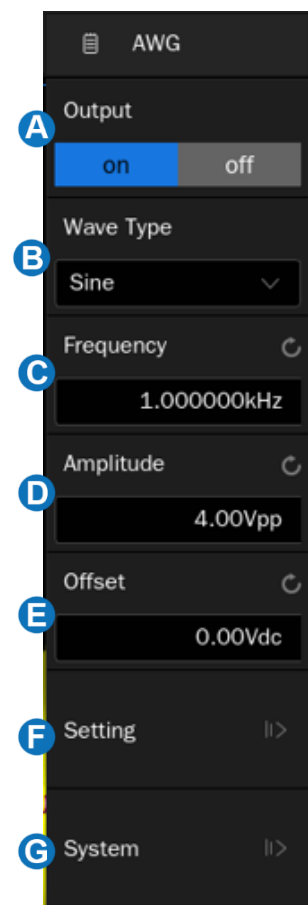 AWG
A
Output
on off
B
Wave Type
Sine
C
Frequency
1.000000kHz
D
Amplitude
4.00Vpp
E
Offset
0.00Vdc
F
Setting
G
System